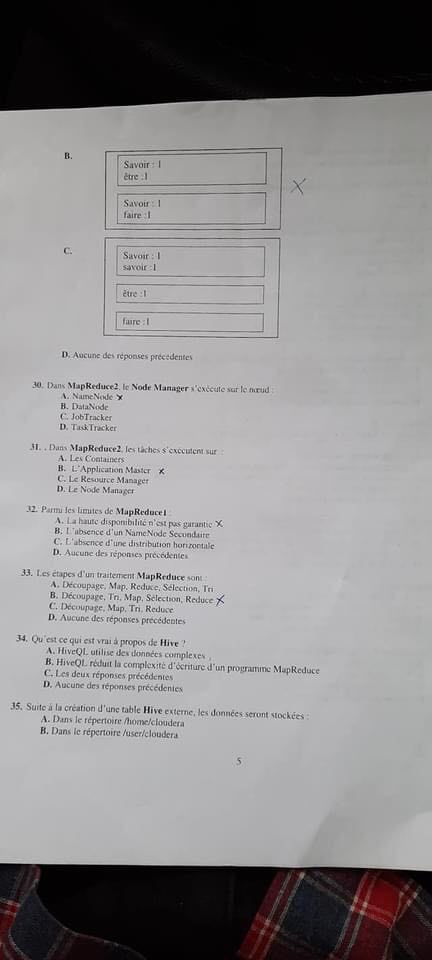 B.
Savoir : 1
être :1
Savoir : 1
faire :1
X
C.
Savoir : 1
savoir :1
être :1
faire :1
D. Aucune des réponses précédentes
30. Dans MapReduce2, le Node Manager s'exécute sur le nœud :
A. NameNode X
B. DataNode
C. JobTracker
D. TaskTracker
31. . Dans MapReduce2, les tâches s'exécutent sur :
A. Les Containers
B. L'Application Master X
C. Le Resource Manager
D. Le Node Manager
32. Parmi les limites de MapReduce1 :
A. La haute disponibilité n'est pas garantie X
B. L'absence d'un NameNode Secondaire
C. L'absence d'une distribution horizontale
D. Aucune des réponses précédentes
33. Les étapes d'un traitement MapReduce sont :
A. Découpage, Map, Reduce, Sélection, Tri
B. Découpage, Tri, Map, Sélection, Reduce X
C. Découpage, Map, Tri, Reduce
D. Aucune des réponses précédentes
34. Qu'est ce qui est vrai à propos de Hive ?
A. HiveQL utilise des données complexes
B. HiveQL réduit la complexité d'écriture d'un programme MapReduce
C. Les deux réponses précédentes
D. Aucune des réponses précédentes
35. Suite à la création d'une table Hive externe, les données seront stockées :
A. Dans le répertoire /home/cloudera
B. Dans le répertoire /user/cloudera
5